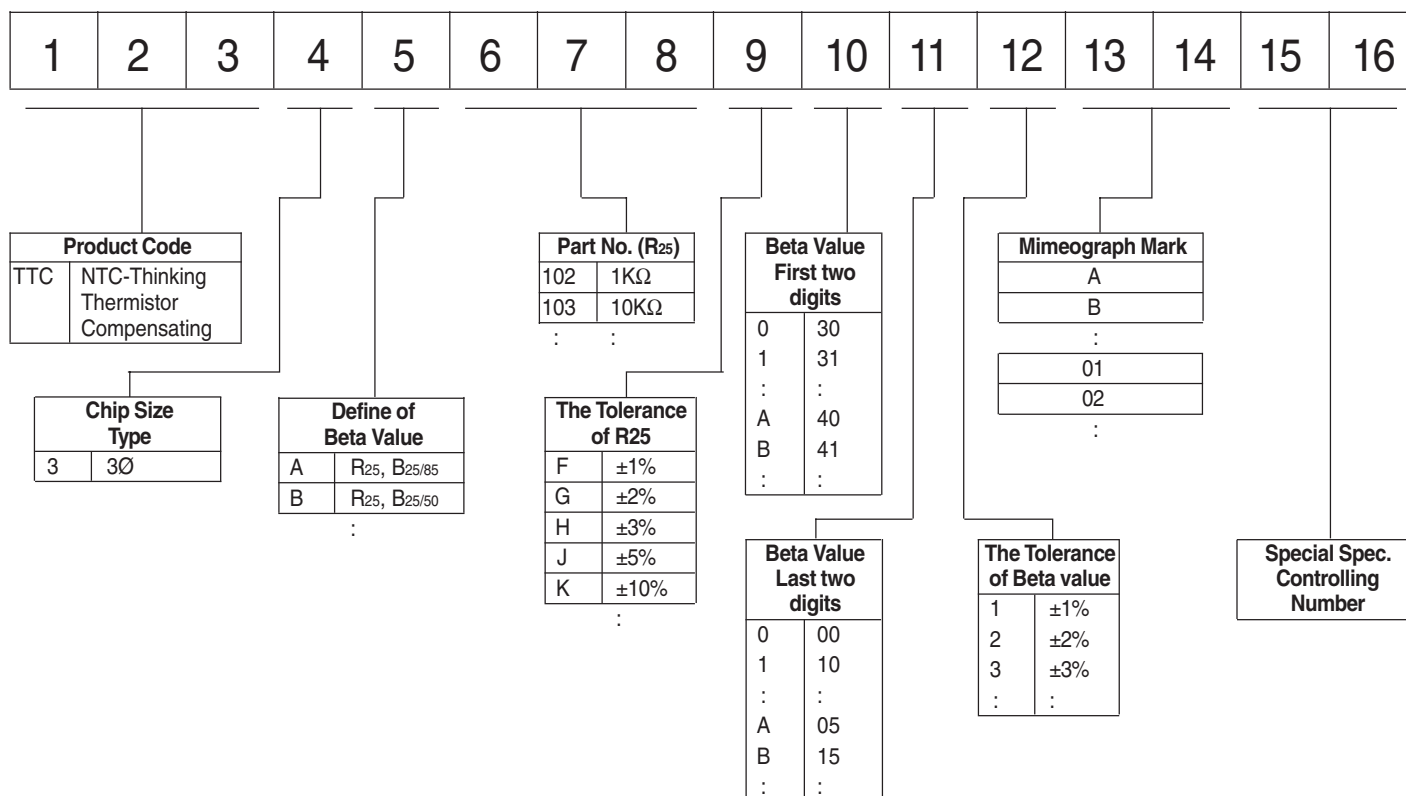 1 2 3 4 5 6 7 8 9 10 11 12 13 14 15 16
Product Code
TTC NTC-Thinking
Thermistor
Compensating
Chip Size
Type
3 3Ø
Define of
Beta Value
A R25, B25/85
B R25, B25/50
:
Part No. (R25)
102 1KΩ
103 10KΩ
: :
The Tolerance
of R25
F ±1%
G ±2%
H ±3%
J ±5%
K ±10%
:
Beta Value
First two
digits
0 30
1 31
: :
A 40
B 41
: :
Beta Value
Last two
digits
0 00
1 10
: :
A 05
B 15
: :
The Tolerance
of Beta value
1 ±1%
2 ±2%
3 ±3%
: :
Mimeograph Mark
A
B
:
01
02
:
Special Spec.
Controlling
Number